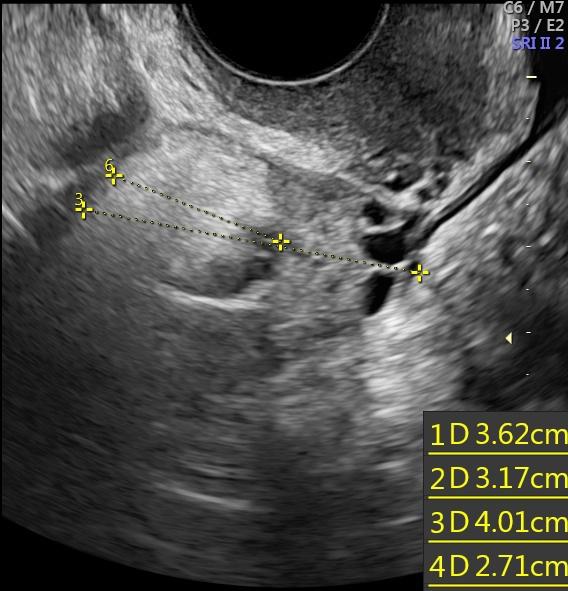 C6 / M7
P3 / E2
SRI II 2
6
3
1 D 3.62cm
2 D 3.17cm
3 D 4.01cm
4 D 2.71cm